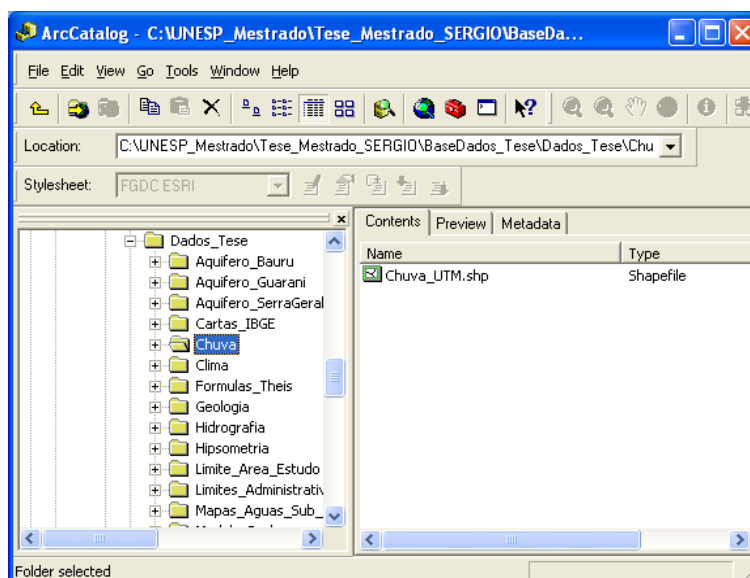 ArcCatalog - C:\UNESP_Mestrado\Tese_Mestrado_SERGIO\BaseDa...
File Edit View Go Tools Window Help
Location: C:\UNESP_Mestrado\Tese_Mestrado_SERGIO\BaseDados_Tese\Dados_Tese\Chu
Stylesheet: FGDC ESRI
Dados_Tese
Aquifero_Bauru
Aquifero_Guarani
Aquifero_SerraGeral
Cartas_IBGE
Chuva
Clima
Formulas_Theis
Geologia
Hidrografia
Hipsometria
Limite_Area_Estudo
Limites_Administrativ
Mapas_Aguas_Sub_
Contents Preview Metadata
Name Type
Chuva_UTM.shp Shapefile
Folder selected